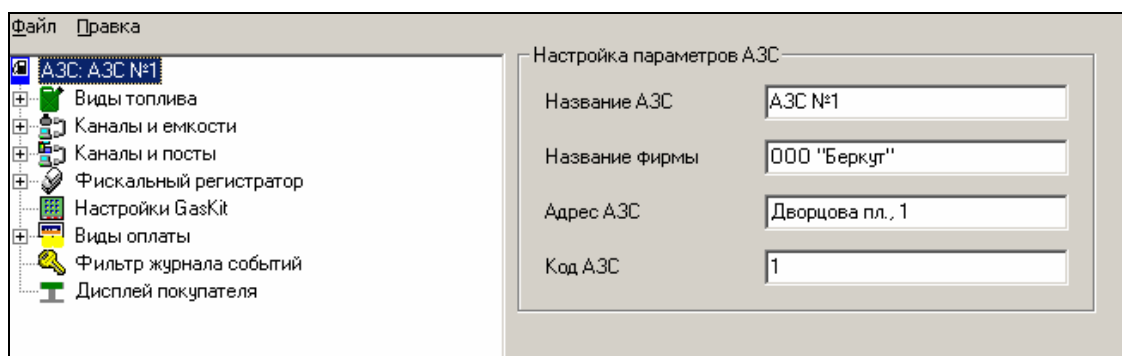 Файл Правка
АЗС: АЗС №1
Виды топлива
Каналы и емкости
Каналы и посты
Фискальный регистратор
Настройки GasKit
Виды оплаты
Фильтр журнала событий
Дисплей покупателя
Настройка параметров АЗС
Название АЗС АЗС №1
Название фирмы ООО "Беркут"
Адрес АЗС Дворцова пл., 1
Код АЗС 1